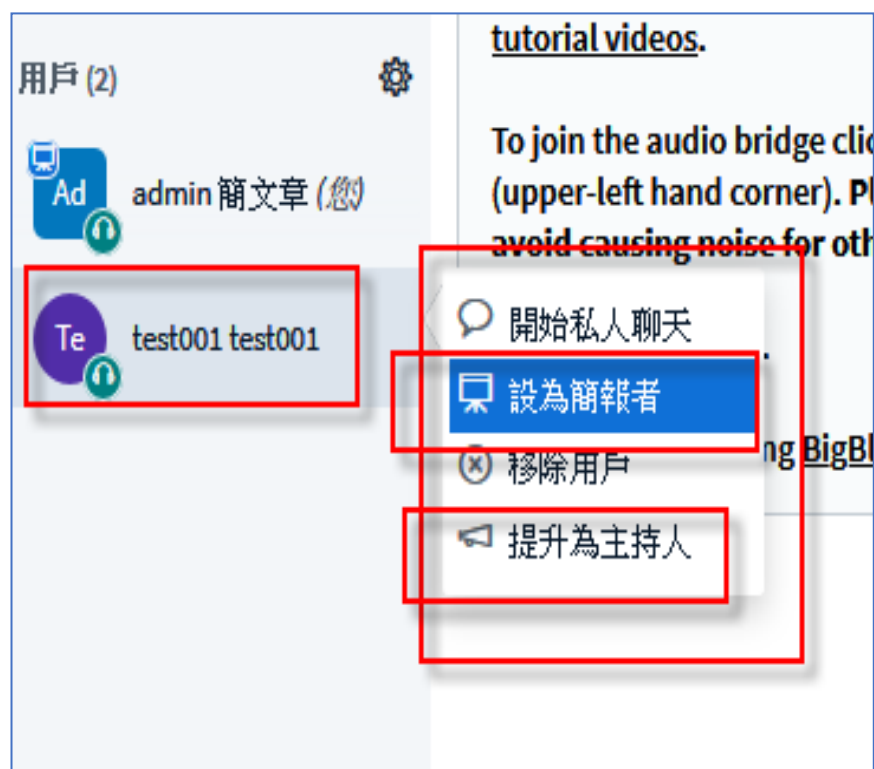 用戶 (2)
Ad
admin 簡文章 (您)
Te
test001 test001
tutorial videos.
To join the audio bridge clic
(upper-left hand corner). Pl
avoid causing noise for oth
開始私人聊天
設為簡報者
移除用戶
提升為主持人
ng BigBl